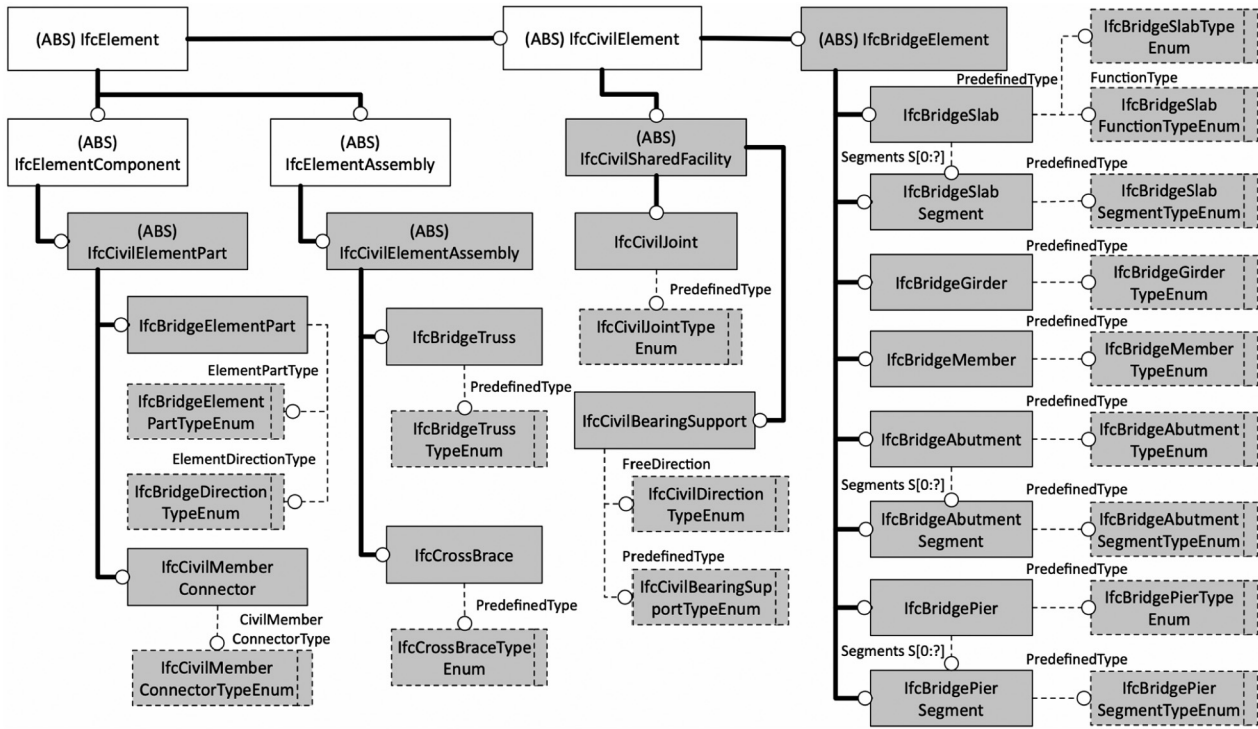 (ABS) IfcElement
(ABS) IfcCivilElement
(ABS) IfcBridgeElement
IfcBridgeSlabType
Enum
PredefinedType
FunctionType
IfcBridgeSlab
IfcBridgeSlab
FunctionTypeEnum
(ABS)
IfcElementComponent
(ABS)
IfcElementAssembly
(ABS)
IfcCivilSharedFacility
Segments S[0:?]
PredefinedType
IfcBridgeSlab
Segment
IfcBridgeSlab
SegmentTypeEnum
(ABS)
IfcCivilElementPart
(ABS)
IfcCivilElementAssembly
IfcCivilJoint
PredefinedType
IfcCivilJointType
Enum
PredefinedType
IfcBridgeGirder
IfcBridgeGirder
TypeEnum
IfcBridgeElementPart
ElementPartType
IfcBridgeElement
PartTypeEnum
ElementDirectionType
IfcBridgeDirection
TypeEnum
IfcBridgeTruss
PredefinedType
IfcBridgeTruss
TypeEnum
PredefinedType
IfcBridgeMember
IfcBridgeMember
TypeEnum
IfcCivilBearingSupport
FreeDirection
IfcCivilDirection
TypeEnum
PredefinedType
IfcCivilBearingSup
portTypeEnum
PredefinedType
IfcBridgeAbutment
IfcBridgeAbutment
TypeEnum
Segments S[0:?]
PredefinedType
IfcBridgeAbutment
Segment
IfcBridgeAbutment
SegmentTypeEnum
IfcCivilMember
Connector
CivilMember
ConnectorType
IfcCivilMember
ConnectorTypeEnum
IfcCrossBrace
PredefinedType
IfcCrossBraceType
Enum
PredefinedType
IfcBridgePier
IfcBridgePierType
Enum
Segments S[0:?]
PredefinedType
IfcBridgePier
Segment
IfcBridgePier
SegmentTypeEnum